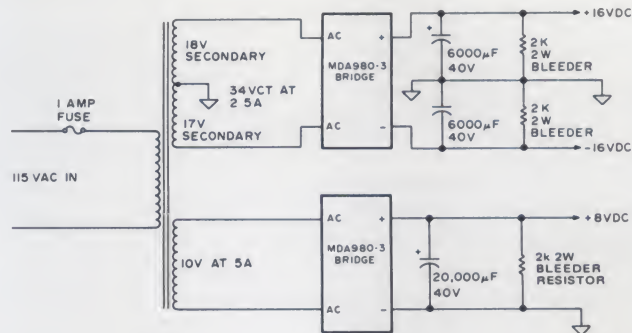 18V
SECONDARY
34VCT AT
2 5A
17V
SECONDARY
1 AMP
FUSE
115 VAC IN
AC
+
MDA980-3
BRIDGE
AC
−
+
6000µF
40V
+
6000µF
40V
2K
2W
BLEEDER
2K
2W
BLEEDER
+16VDC
-16VDC
10V AT 5A
AC
+
MDA980-3
BRIDGE
AC
−
+
20,000µF
40V
2k 2W
BLEEDER
RESISTOR
+8VDC